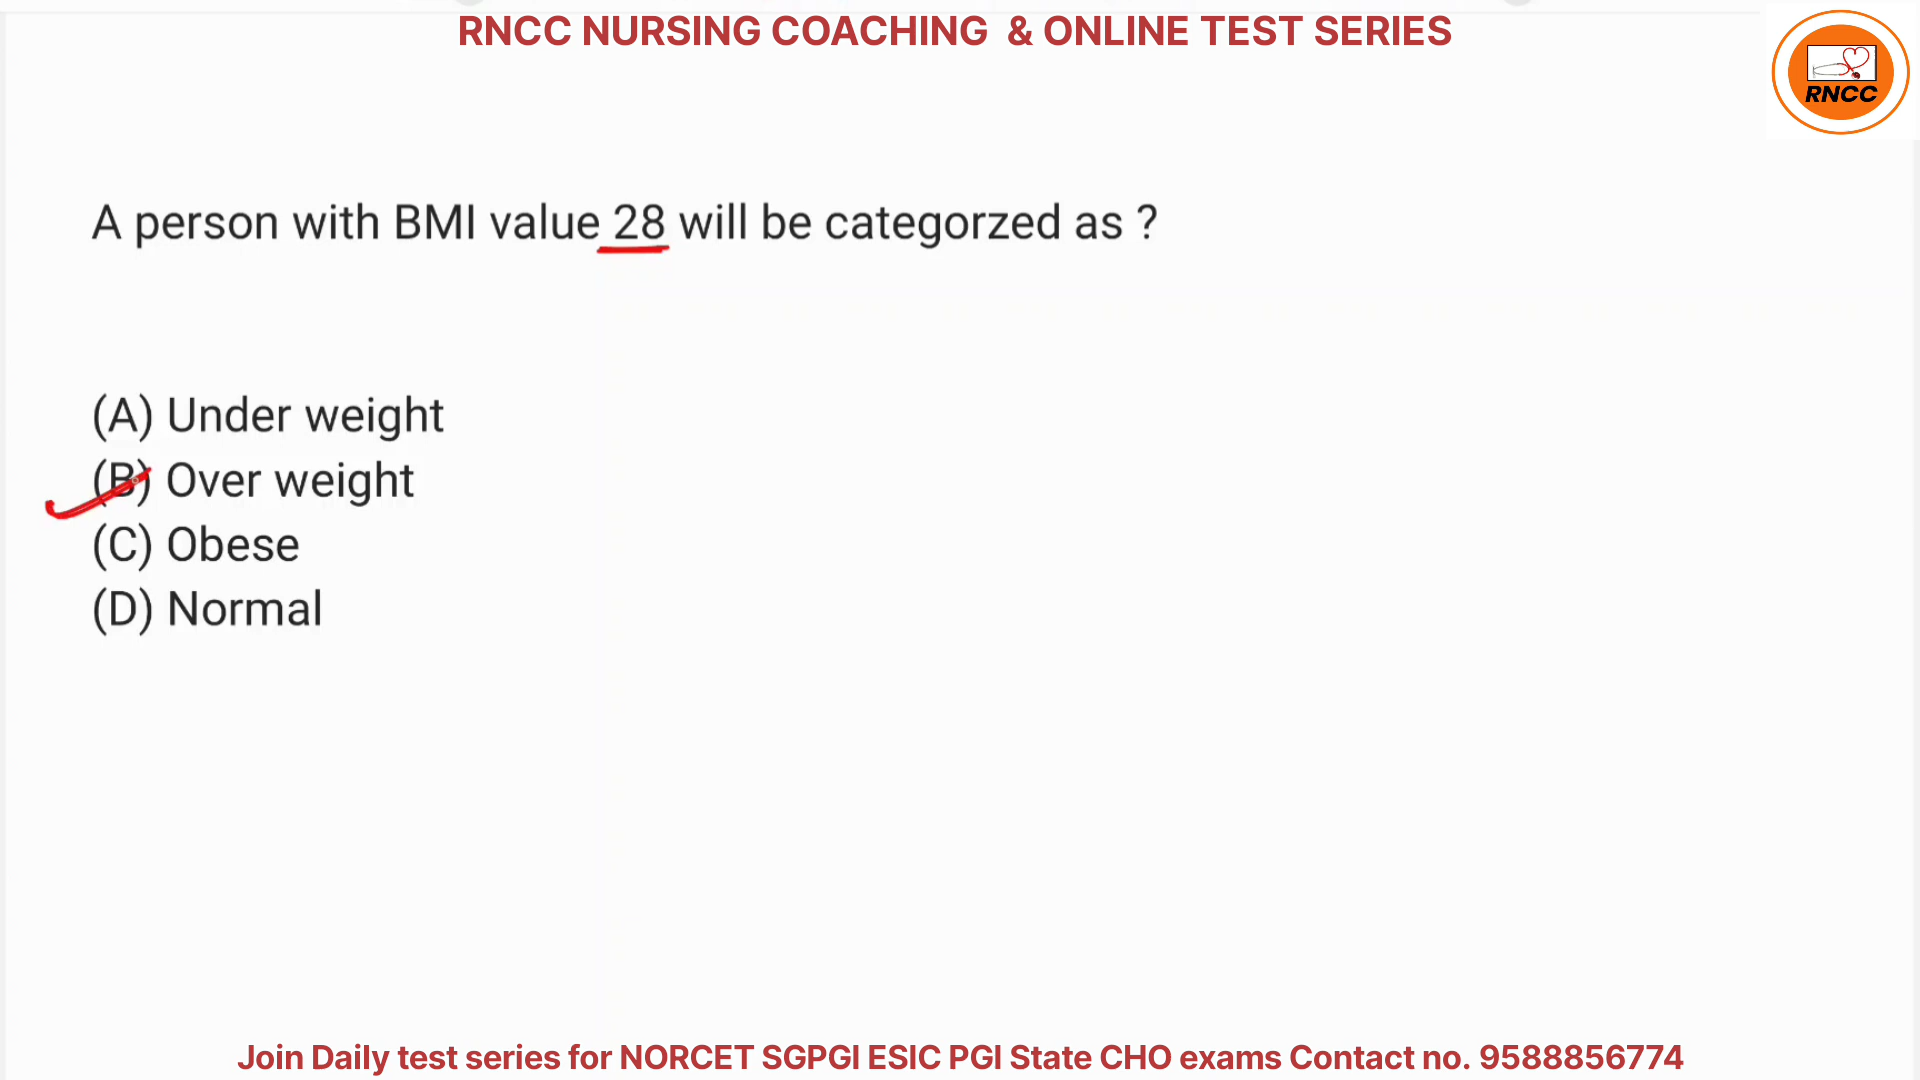 RNCC NURSING COACHING & ONLINE TEST SERIES
RNCC
A person with BMI value 28 will be categorzed as ?
(A) Under weight
(B) Over weight
(C) Obese
(D) Normal
Join Daily test series for NORCET SGPGI ESIC PGI State CHO exams Contact no. 9588856774